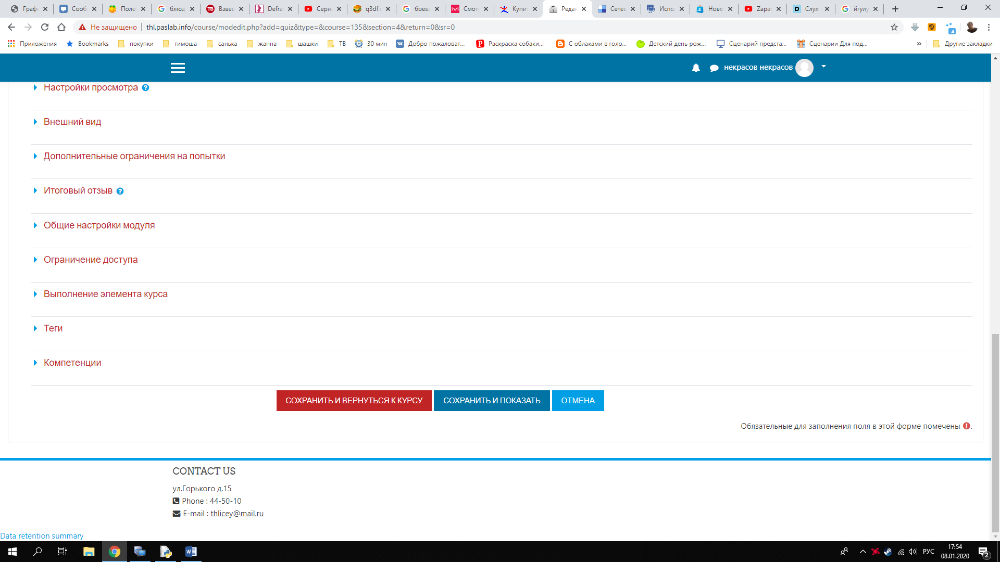 Граф
Сооб
Поле
блюд
Взвеш
Defra
Сери
q3df.
боев
Смот
Купит
Редак
Сетев
Испо
Ново
Zapa
Слух
йгулу
Не защищено
thl.paslab.info/course/modedit.php?add=quiz&type=&course=135&section=4&return=0&sr=0
-4
Приложения
Bookmarks
покупки
тимоша
санька
жанна
шашки
ТВ
30 мин
Добро пожаловат...
Раскраска собаки...
С облаками в голо...
Детский день рож...
Сценарий предста...
Сценарии Для под...
»
Другие закладки
некрасов некрасов
Настройки просмотра
Внешний вид
Дополнительные ограничения на попытки
Итоговый отзыв
Общие настройки модуля
Ограничение доступа
Выполнение элемента курса
Теги
Компетенции
СОХРАНИТЬ И ВЕРНУТЬСЯ К КУРСУ
СОХРАНИТЬ И ПОКАЗАТЬ
ОТМЕНА
Обязательные для заполнения поля в этой форме помечены .
CONTACT US
ул.Горького д.15
Phone : 44-50-10
E-mail : thlicey@mail.ru
Data retention summary
РУС
17:54
08.01.2020
2